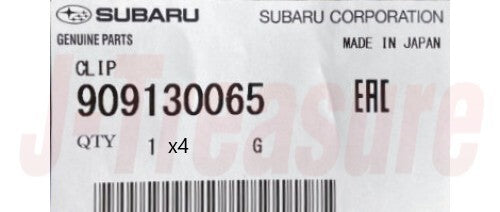 SUBARU SUBARU CORPORATION
GENUINE PARTS MADE IN JAPAN
CLIP
909130065 EAC
QTY 1 x4 G
J-Treasure